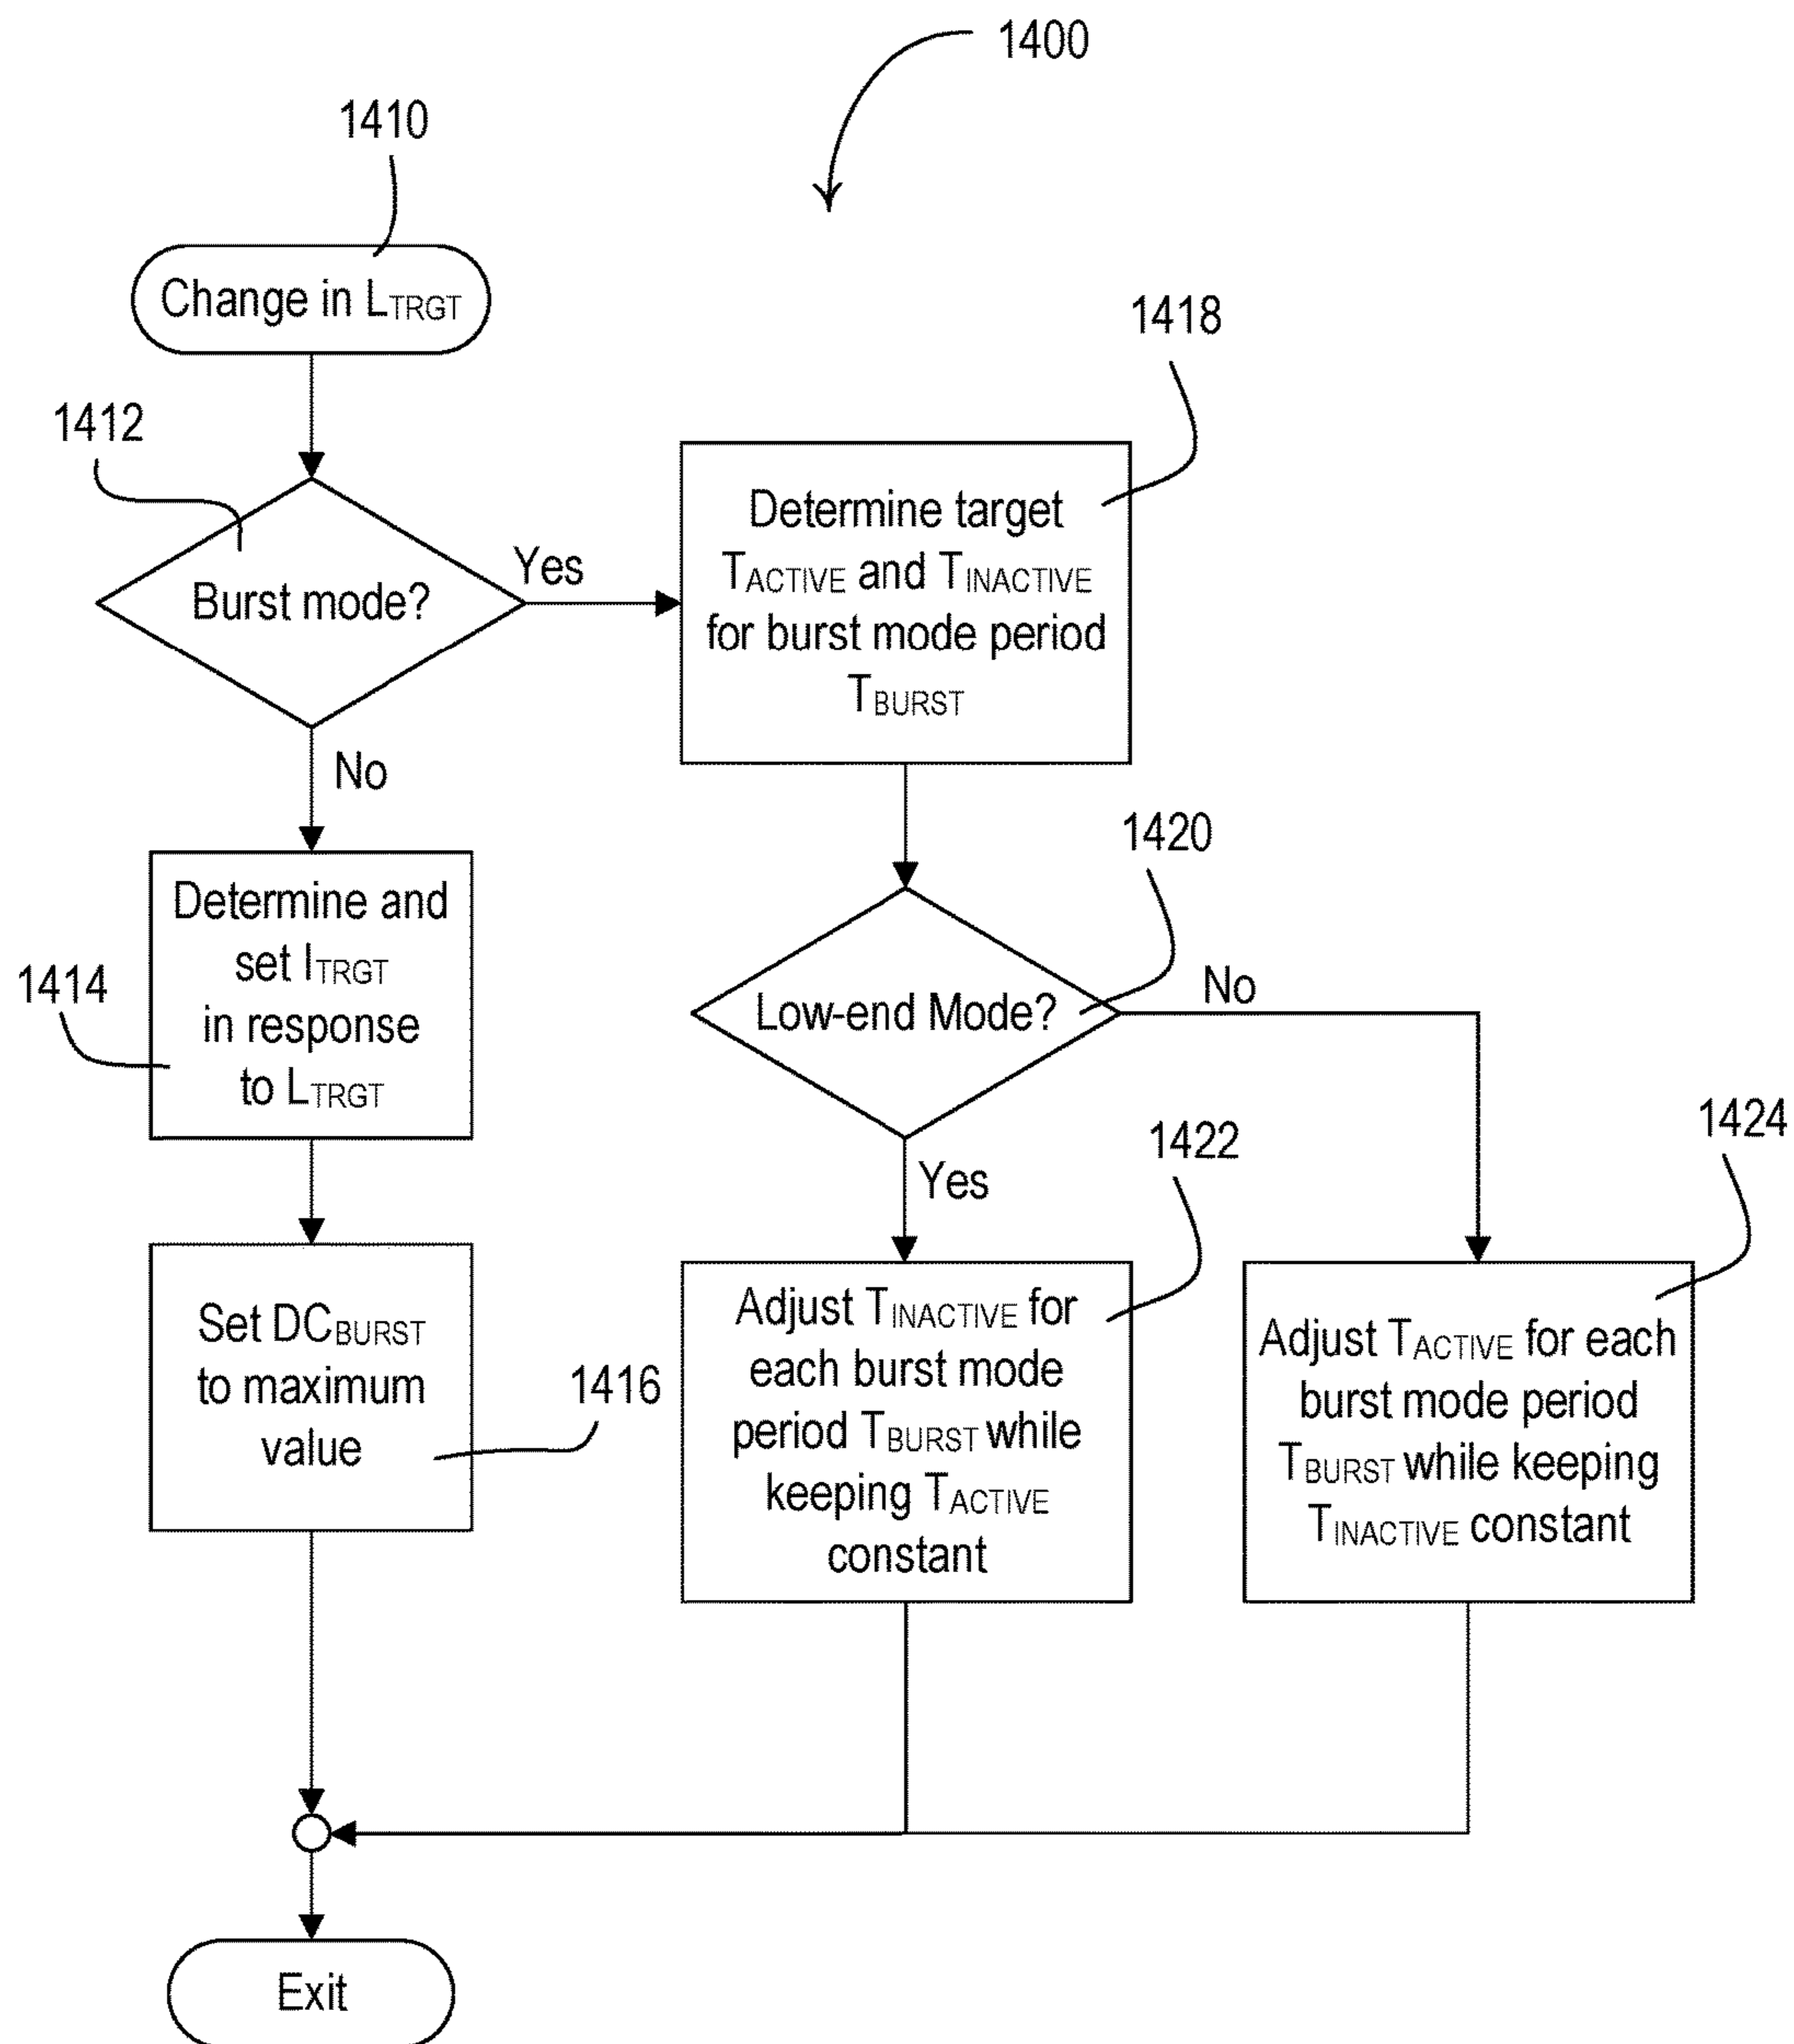 1400
1410
Change in LTRGT
1412
Burst mode?
Yes
No
1418
Determine target
TACTIVE and TINACTIVE
for burst mode period
TBURST
1414
Determine and
set ITRGT
in response
to LTRGT
1420
Low-end Mode?
No
Yes
1416
Set DCBURST
to maximum
value
1422
Adjust TINACTIVE for
each burst mode
period TBURST while
keeping TACTIVE
constant
1424
Adjust TACTIVE for each
burst mode period
TBURST while keeping
TINACTIVE constant
Exit